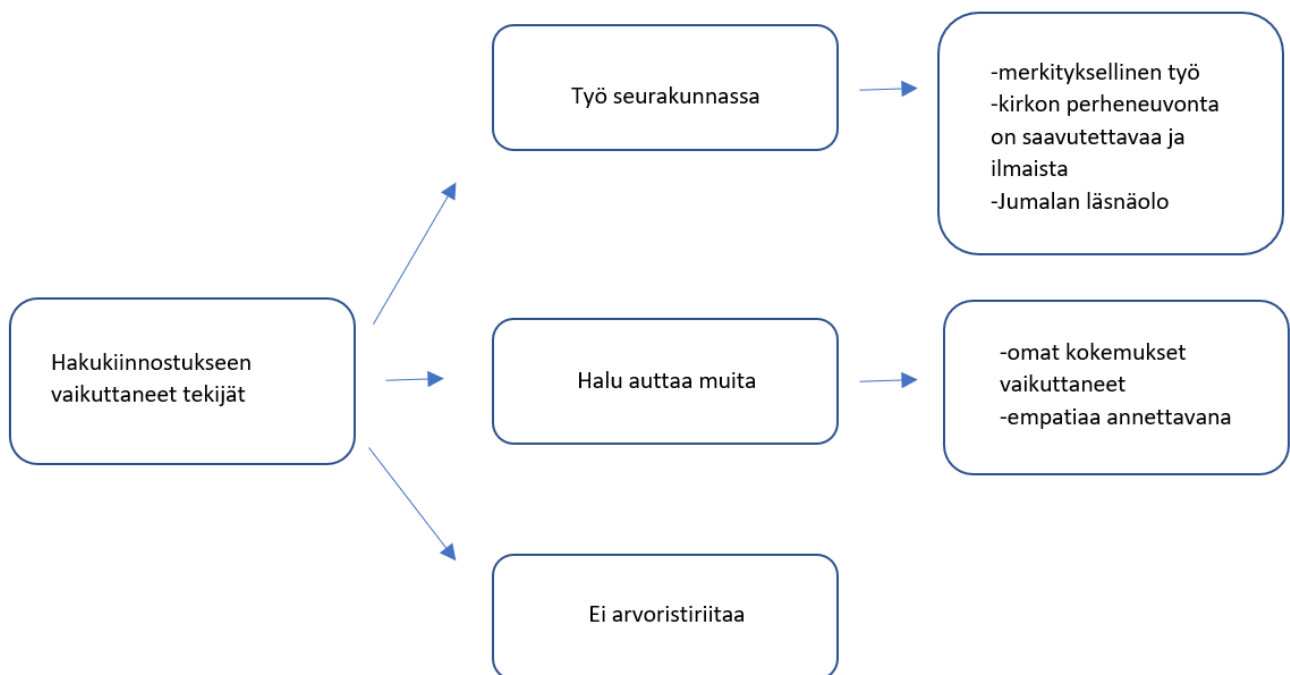 Työ seurakunnassa
-merkityksellinen työ
-kirkon perheneuvonta
on saavutettavaa ja
ilmaista
-Jumalan läsnäolo
Hakukiinnostukseen
vaikuttaneet tekijät
Halu auttaa muita
-omat kokemukset
vaikuttaneet
-empatiaa annettavana
Ei arvoristiriitaa